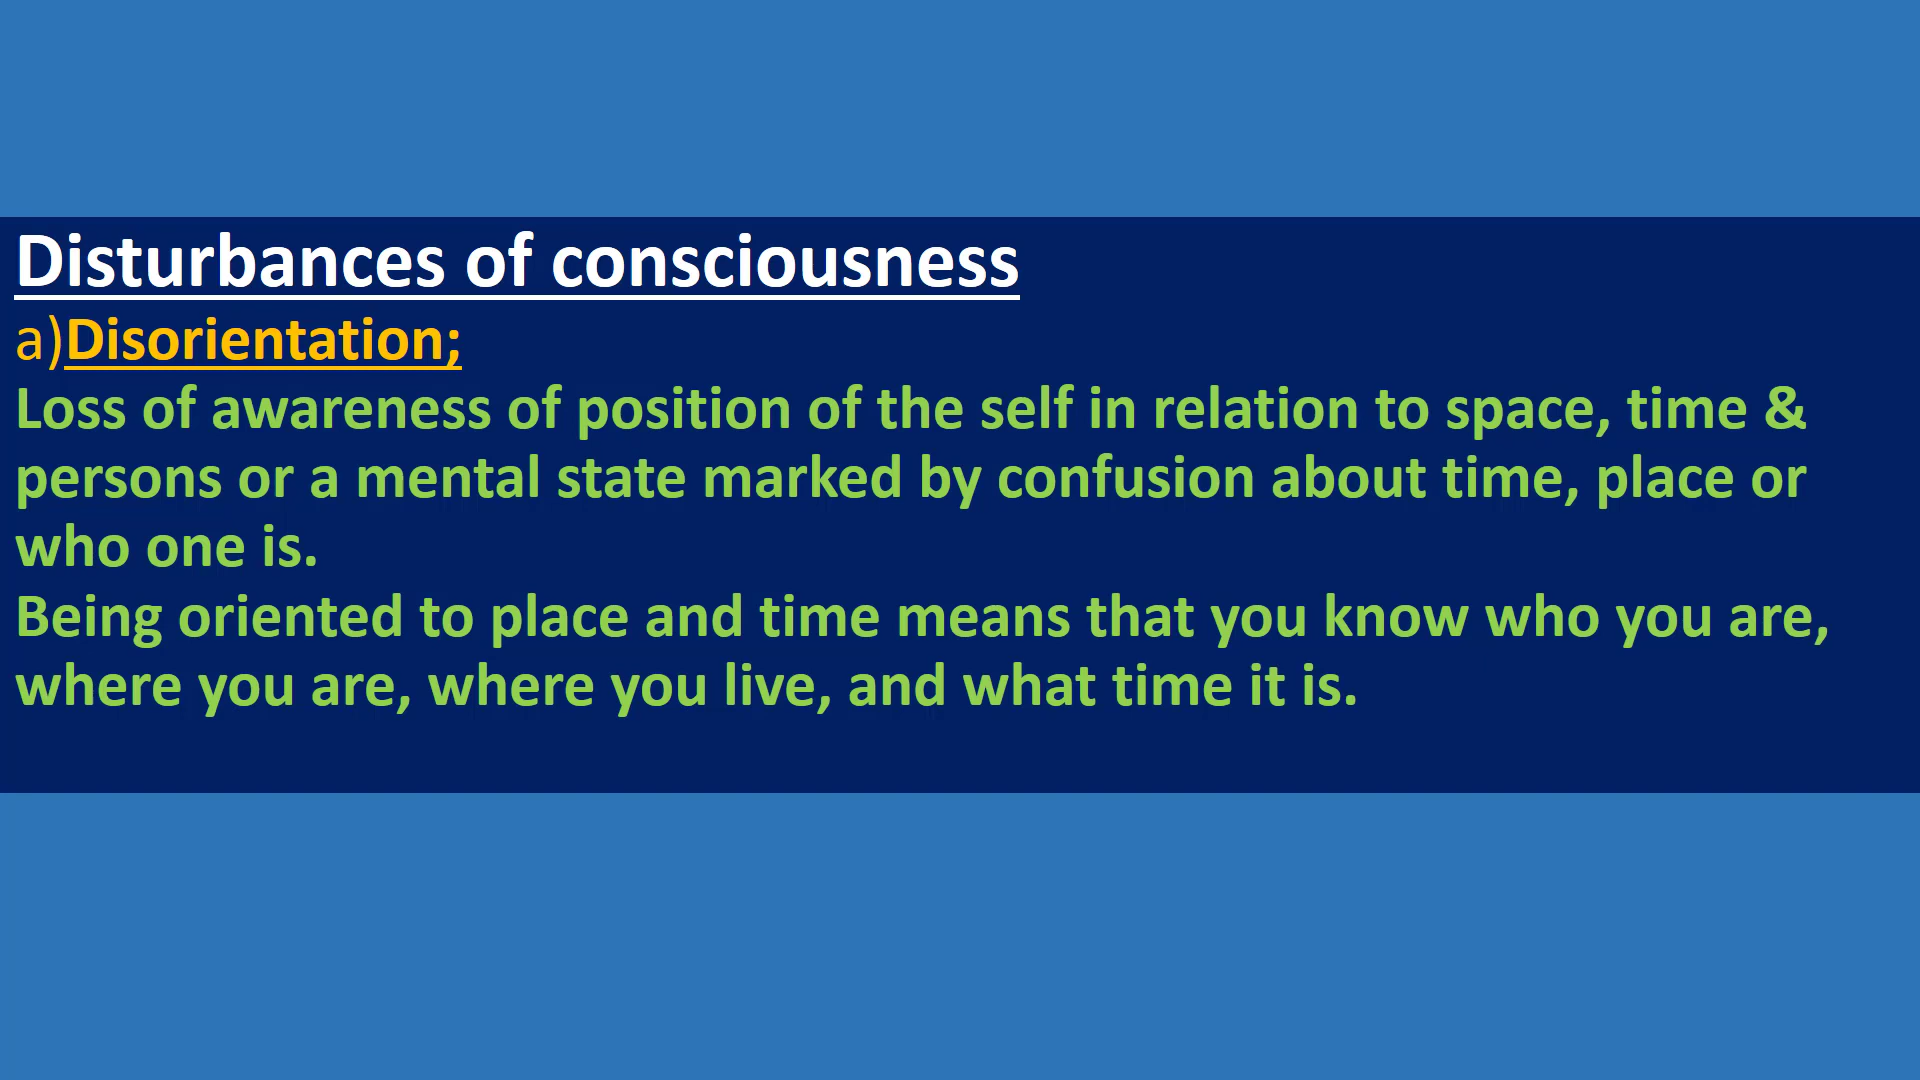 Disturbances of consciousness
a)Disorientation;
Loss of awareness of position of the self in relation to space, time &
persons or a mental state marked by confusion about time, place or
who one is.
Being oriented to place and time means that you know who you are,
where you are, where you live, and what time it is.